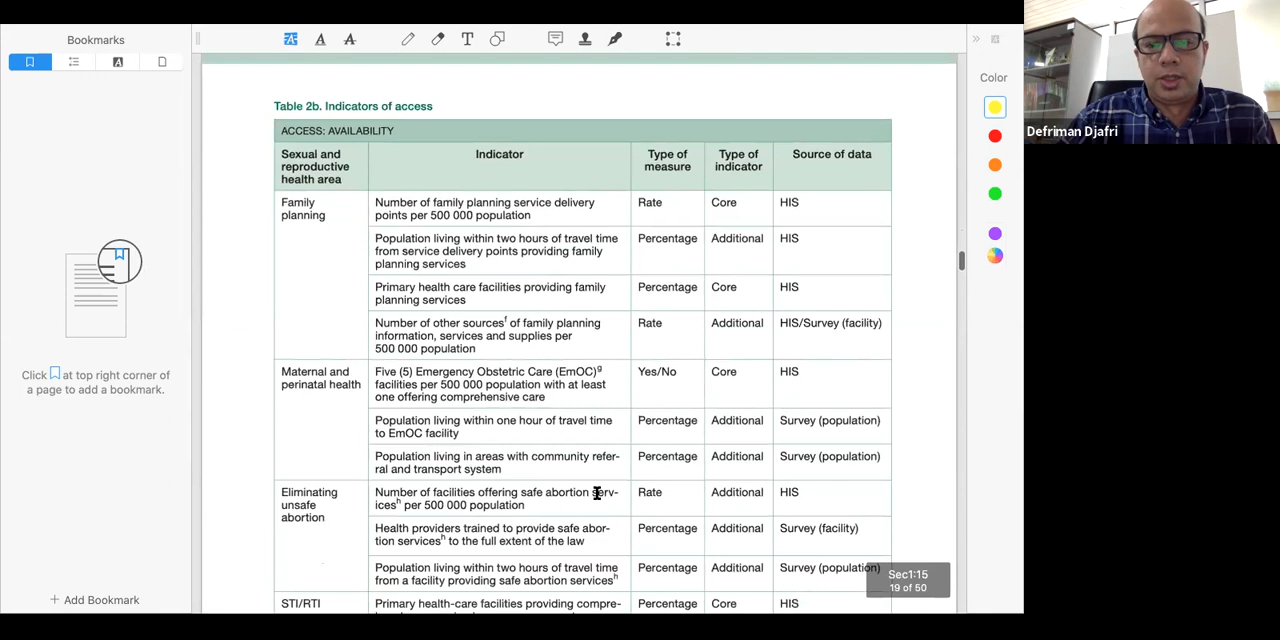 Bookmarks
Click at top right corner of
a page to add a bookmark.
+ Add Bookmark
T
Table 2b. Indicators of access
ACCESS: AVAILABILITY
Sexual and
reproductive
health area
Indicator
Type of
measure
Type of
indicator
Source of data
Family
planning
Number of family planning service delivery
points per 500 000 population
Rate
Core
HIS
Population living within two hours of travel time
from service delivery points providing family
planning services
Percentage
Additional
HIS
Primary health care facilities providing family
planning services
Percentage
Core
HIS
Number of other sourcesᶠ of family planning
information, services and supplies per
500 000 population
Rate
Additional
HIS/Survey (facility)
Maternal and
perinatal health
Five (5) Emergency Obstetric Care (EmOC)ᵍ
facilities per 500 000 population with at least
one offering comprehensive care
Yes/No
Core
HIS
Population living within one hour of travel time
to EmOC facility
Percentage
Additional
Survey (population)
Population living in areas with community refer-
ral and transport system
Percentage
Additional
Survey (population)
Eliminating
unsafe
abortion
Number of facilities offering safe abortion serv-
icesʰ per 500 000 population
Rate
Additional
HIS
Health providers trained to provide safe abor-
tion servicesʰ to the full extent of the law
Percentage
Additional
Survey (facility)
Population living within two hours of travel time
from a facility providing safe abortion servicesʰ
Percentage
Additional
Survey (population)
STI/RTI
Primary health-care facilities providing compre-
Percentage
Core
HIS
Sec1:15
19 of 50
Color
Defriman Djafri